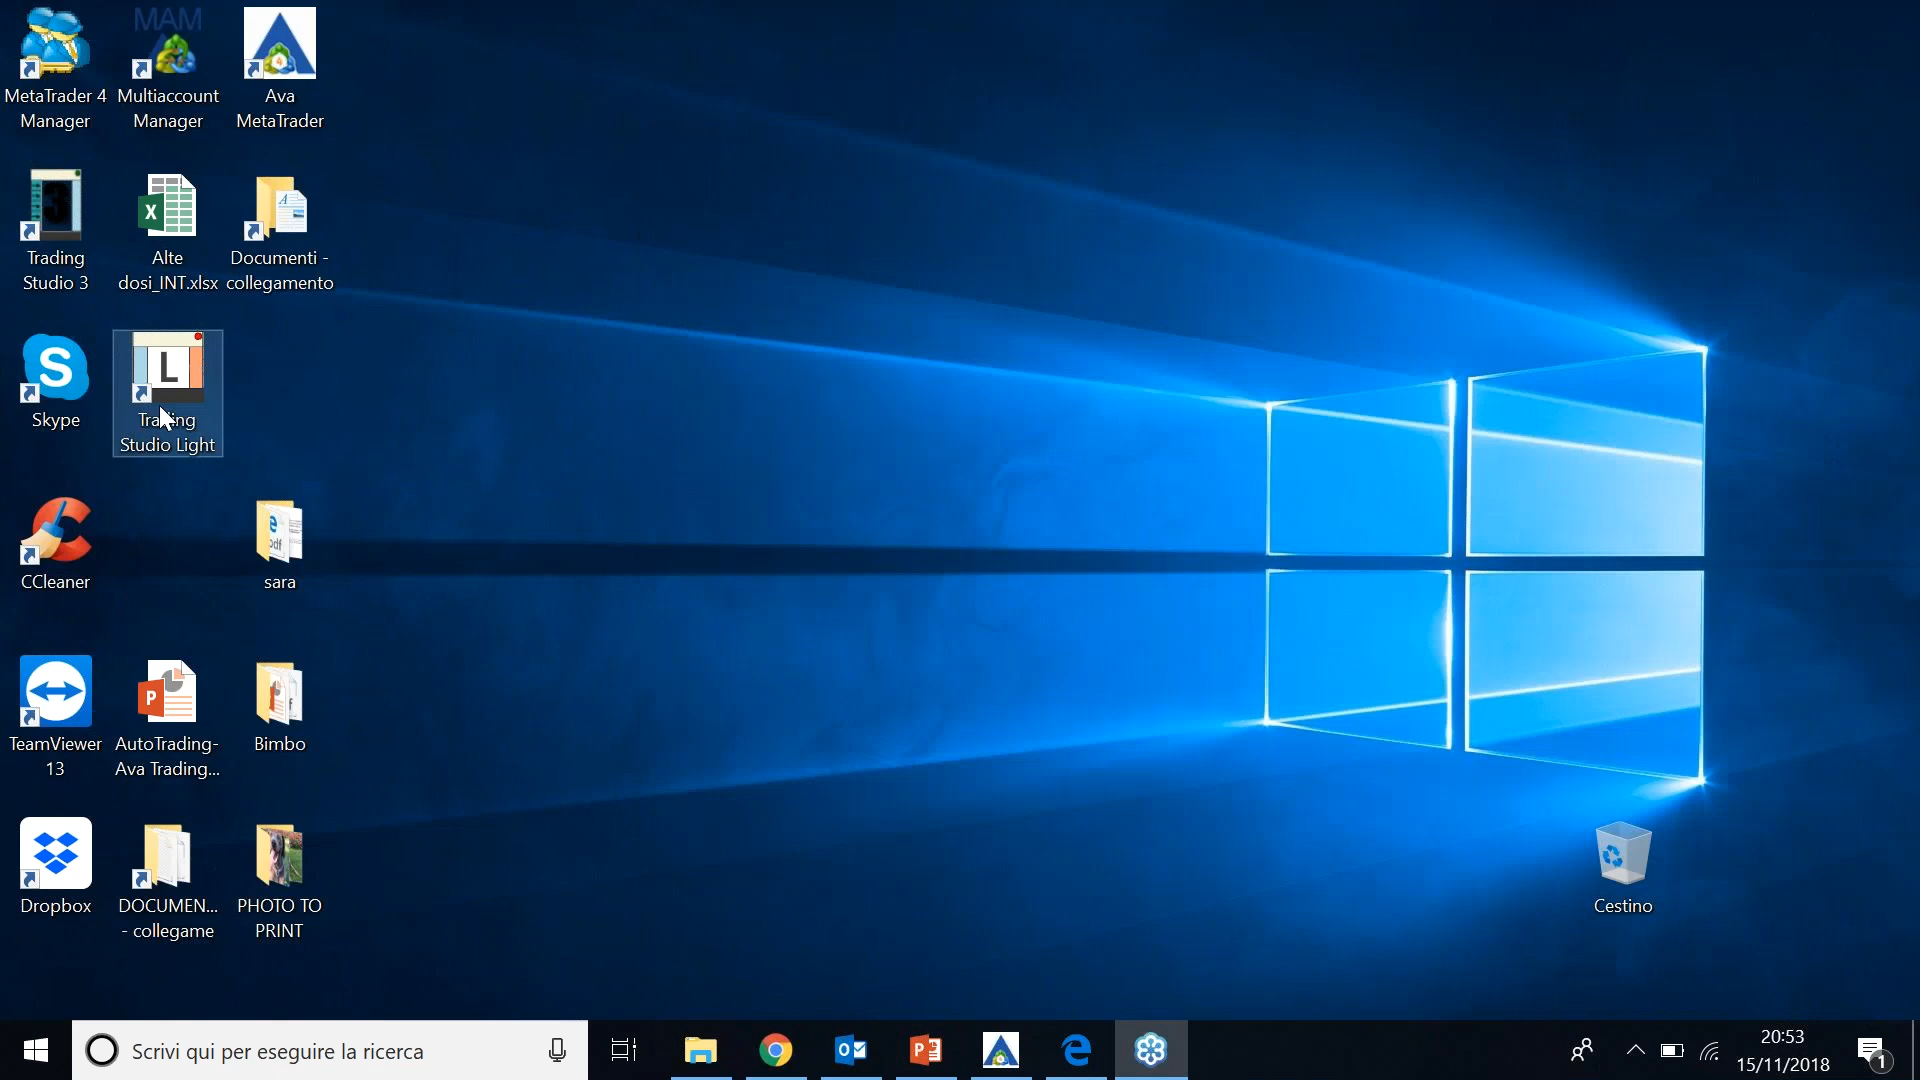 MAM
MetaTrader 4
Manager
Multiaccount
Manager
Ava
MetaTrader
3
Trading
Studio 3
Alte
dosi_INT.xlsx
Documenti -
collegamento
Skype
L
Trading
Studio Light
CCleaner
sara
TeamViewer
13
AutoTrading-
Ava Trading...
Bimbo
Dropbox
DOCUMEN...
- collegame
PHOTO TO
PRINT
Cestino
Scrivi qui per eseguire la ricerca
20:53
15/11/2018
1